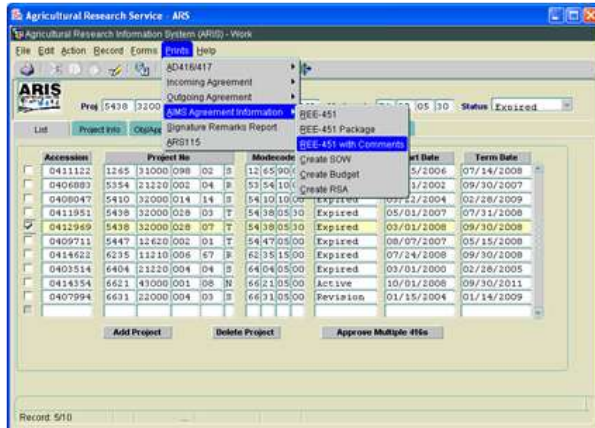 Agricultural Research Service - ARS
Agricultural Research Information System (ARIS) - Work
File Edit Action Record Forms Prints Help
AD416/417
Incoming Agreement
Outgoing Agreement
AIMS Agreement Information
Signature Remarks Report
ARS115
REE-451
REE-451 Package
REE-451 with Comments
Create SOW
Create Budget
Create RSA
ARIS
Proj 5438 3200 05 30 Status Expired
List Project Info Obj/App
Accession Project No Modecode Term Date
0411122 1265 31000 098 02 S 12 65 90 07/14/2008
0406883 5354 21220 002 04 R 53 54 10 2002 09/30/2007
0408047 5410 32000 014 14 S 54 10 10 00 Expired 2004 02/28/2009
0411951 5438 32000 028 03 T 54 38 05 30 Expired 05/01/2007 07/31/2008
0412969 5438 32000 028 07 T 54 38 05 30 Expired 03/01/2008 09/30/2008
0409711 5447 12620 002 01 T 54 47 05 00 Expired 08/07/2007 05/15/2008
0414622 6235 11210 006 67 R 62 35 15 00 Expired 07/24/2008 09/30/2008
0403514 6404 21220 004 04 S 64 04 05 00 Expired 03/01/2000 02/28/2005
0414354 6621 43000 001 08 N 66 21 05 00 Active 10/01/2008 09/30/2011
0407994 6631 22000 004 03 S 66 31 05 00 Revision 01/15/2004 01/14/2009
Add Project Delete Project Approve Multiple 416s
Record: 5/10